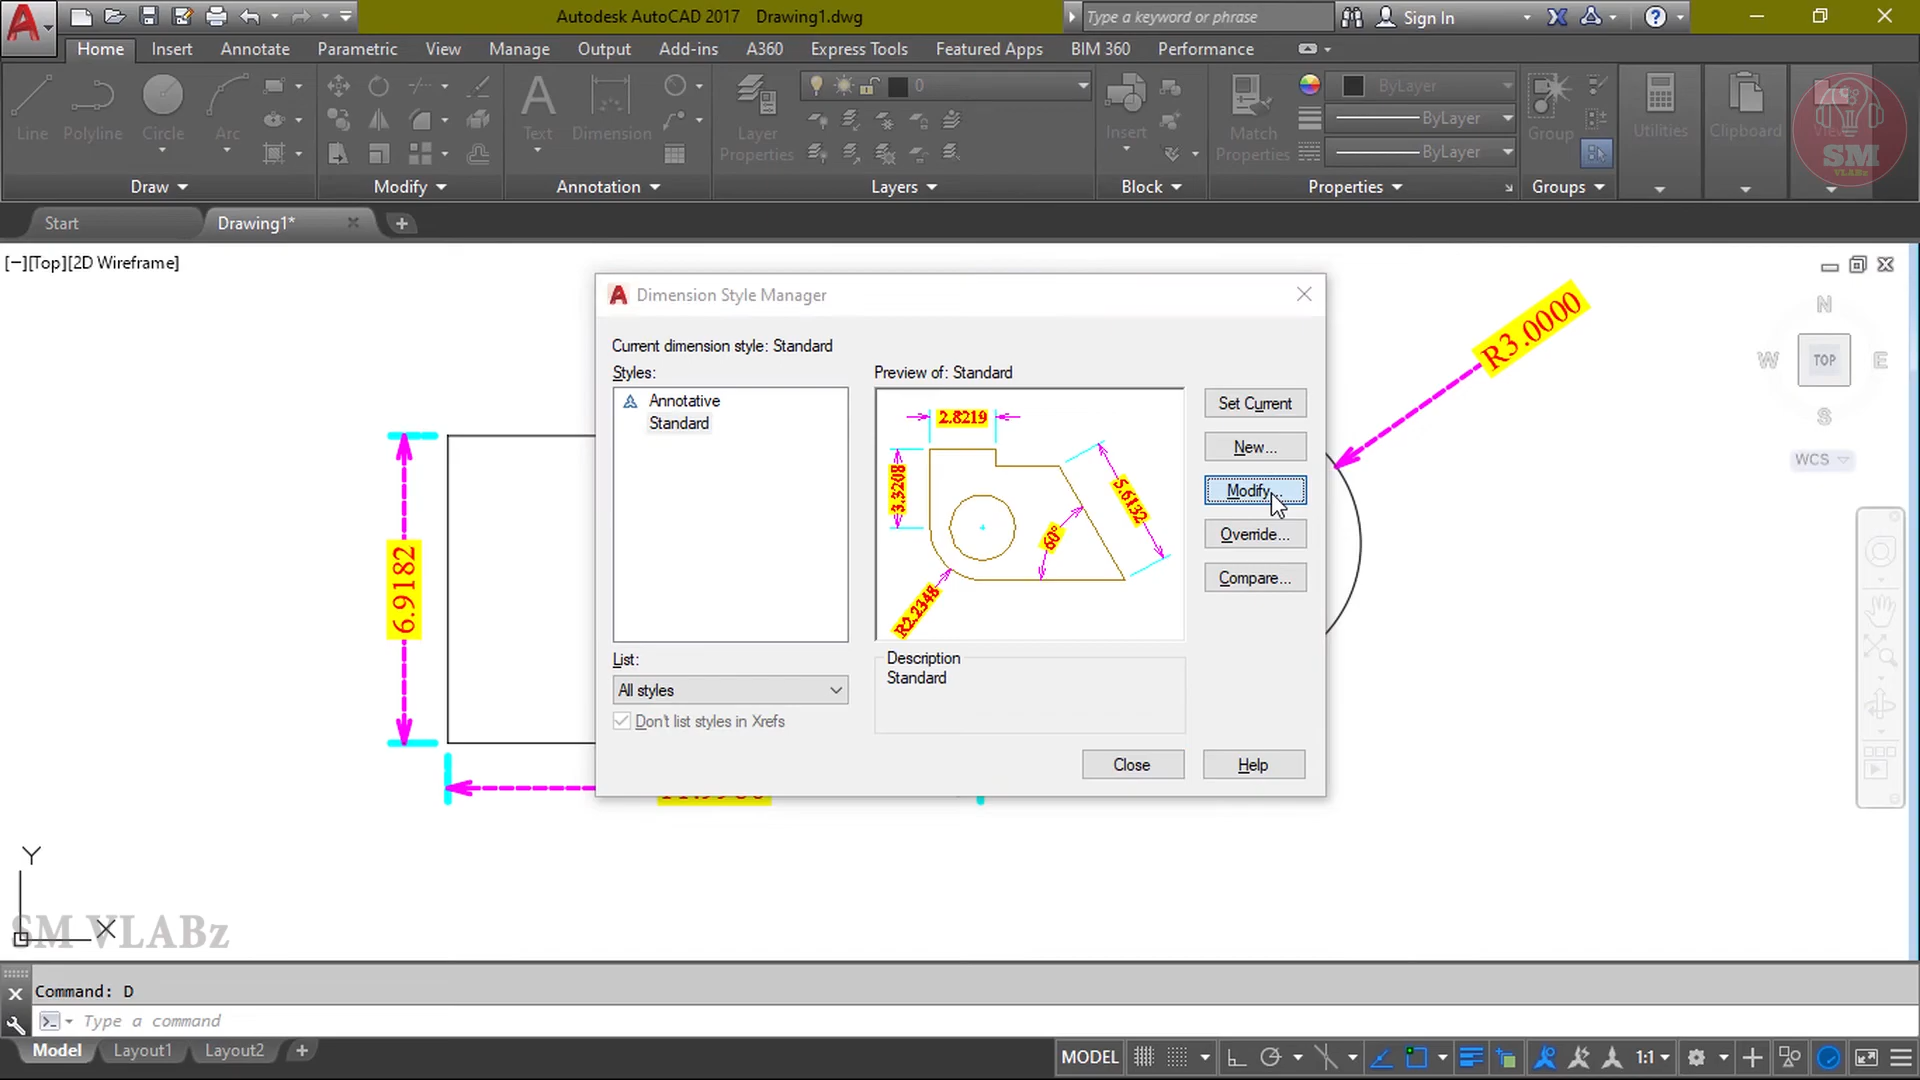 Autodesk AutoCAD 2017 Drawing1.dwg
Type a keyword or phrase
Sign In
Home Insert Annotate Parametric View Manage Output Add-ins A360 Express Tools Featured Apps BIM 360 Performance
Line Polyline Circle Arc
Text Dimension
Layer Properties
0
Insert
Match Properties
ByLayer
ByLayer
ByLayer
Group
Utilities
Clipboard
SM
VLABz
Draw Modify Annotation Layers Block Properties Groups
Start Drawing1*
[−][Top][2D Wireframe]
Dimension Style Manager
Current dimension style: Standard
Styles:
Annotative
Standard
Preview of: Standard
2.8219
3.3208
5.6132
60°
R2.2348
Set Current
New...
Modify...
Override...
Compare...
List:
All styles
Don't list styles in Xrefs
Description
Standard
Close
Help
R3.0000
6.9182
N
W TOP E
S
WCS
Y
X
SM VLABz
Command: D
Type a command
Model Layout1 Layout2
MODEL
1:1